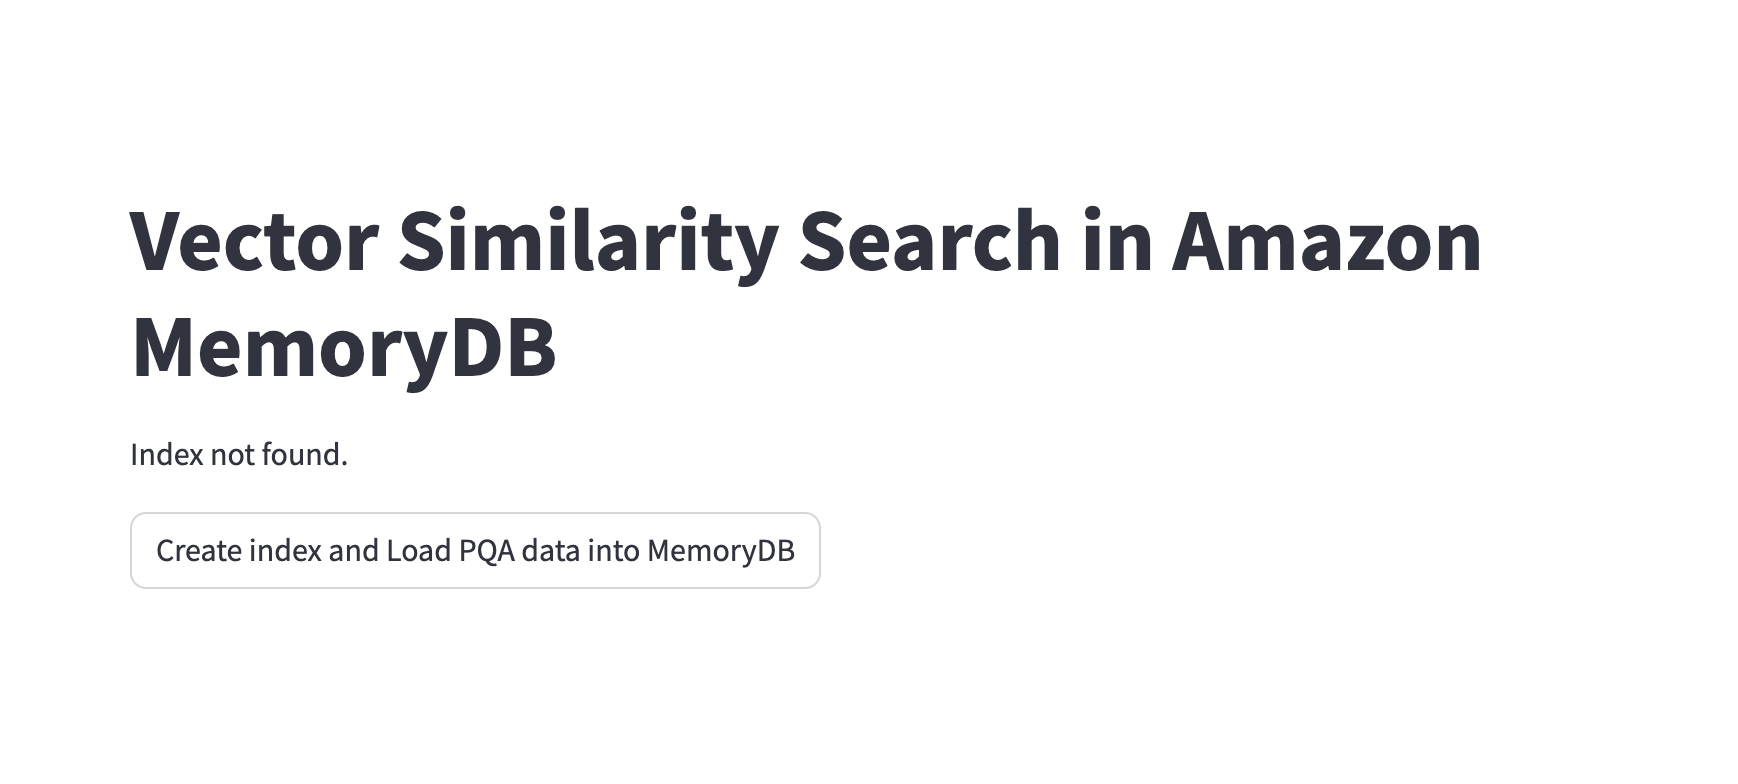 Vector Similarity Search in Amazon
MemoryDB
Index not found.
Create index and Load PQA data into MemoryDB